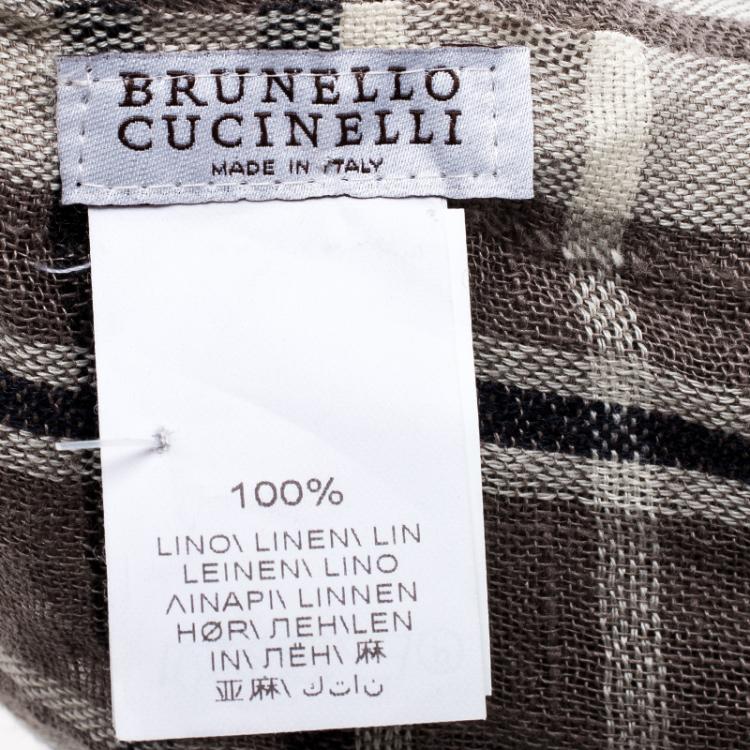 BRUNELLO
CUCINELLI
MADE IN ITALY
100%
LINO\ LINEN\ LIN
LEINEN\ LINO
ΛINAPI\ LINNEN
HØR\ ЛЕН\LEN
IN\ ЛЁН\ 麻
亚麻\ كتان